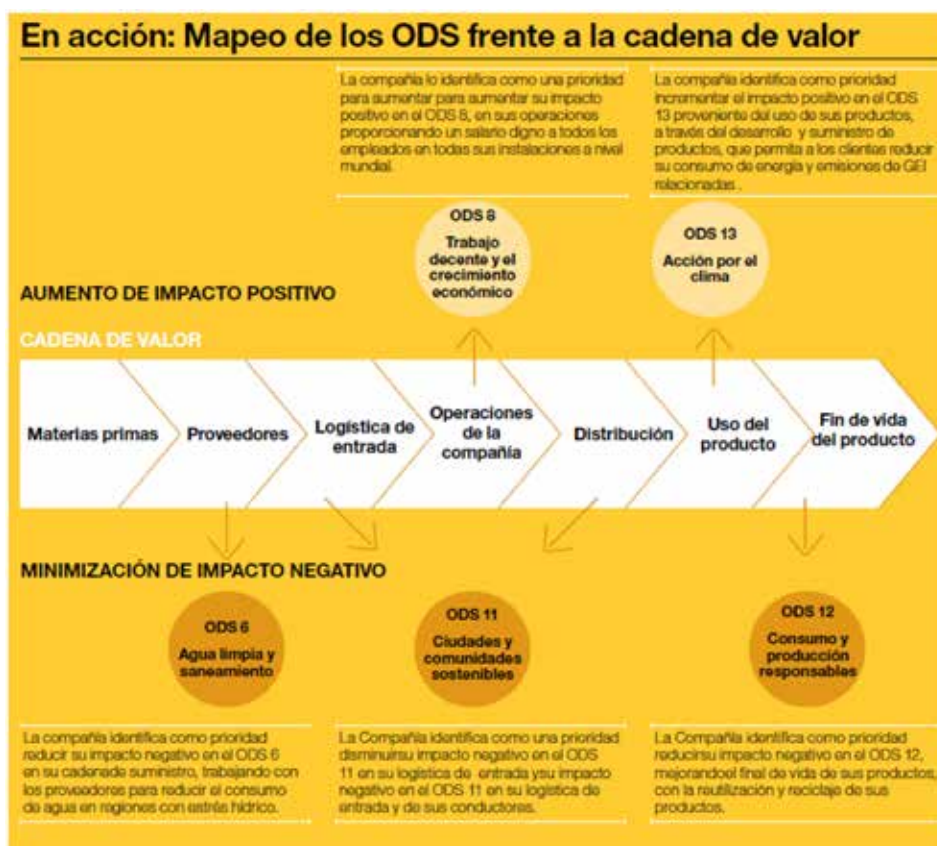 En acción: Mapeo de los ODS frente a la cadena de valor
La compañía lo identifica como una prioridad
para aumentar para aumentar su impacto
positivo en el ODS 8, en sus operaciones
proporcionando un salario digno a todos los
empleados en todas sus instalaciones a nivel
mundial.
La compañía identifica como prioridad
incrementar el impacto positivo en el ODS
13 proveniente del uso de sus productos,
a través del desarrollo y suministro de
productos, que permita a los clientes reducir
su consumo de energía y emisiones de GEI
relacionadas .
ODS 8
Trabajo
decente y el
crecimiento
económico
ODS 13
Acción por el
clima
AUMENTO DE IMPACTO POSITIVO
CADENA DE VALOR
Materias primas
Proveedores
Logística de
entrada
Operaciones
de la
compañía
Distribución
Uso del
producto
Fin de vida
del producto
MINIMIZACIÓN DE IMPACTO NEGATIVO
ODS 6
Agua limpia y
saneamiento
ODS 11
Ciudades y
comunidades
sostenibles
ODS 12
Consumo y
producción
responsables
La compañía identifica como prioridad
reducir su impacto negativo en el ODS 6
en su cadenade suministro, trabajando con
los proveedores para reducir el consumo
de agua en regiones con estrés hídrico.
La Compañía identifica como una prioridad
disminuirsu impacto negativo en el ODS
11 en su logística de entrada ysu impacto
negativo en el ODS 11 en su logística de
entrada y de sus conductores.
La Compañía identifica como prioridad
reducirsu impacto negativo en el ODS 12,
mejorandoel final de vida de sus productos,
con la reutilización y reciclaje de sus
productos.